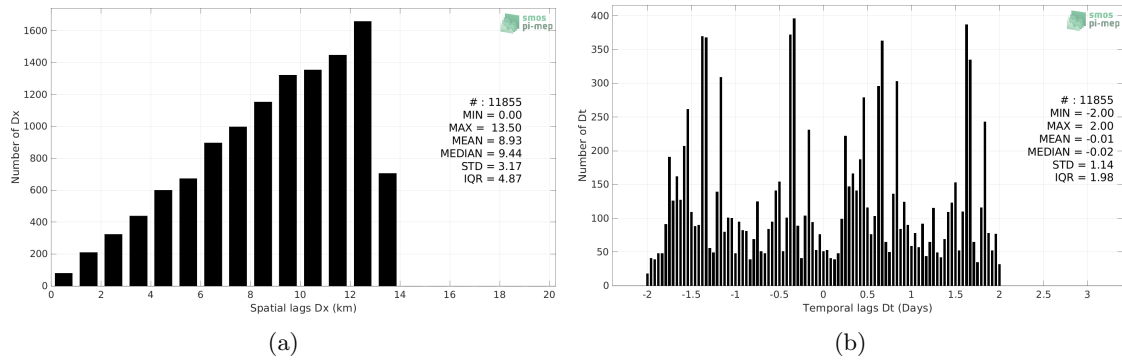 1600
1400
1200
1000
800
600
400
200
0
Number of Dx
0 2 4 6 8 10 12 14 16 18 20
Spatial lags Dx (km)
smos
pi-mep
# : 11855
MIN = 0.00
MAX = 13.50
MEAN = 8.93
MEDIAN = 9.44
STD = 3.17
IQR = 4.87
(a)
400
350
300
250
200
150
100
50
0
Number of Dt
-2 -1.5 -1 -0.5 0 0.5 1 1.5 2 2.5 3
Temporal lags Dt (Days)
smos
pi-mep
# : 11855
MIN = -2.00
MAX = 2.00
MEAN = -0.01
MEDIAN = -0.02
STD = 1.14
IQR = 1.98
(b)